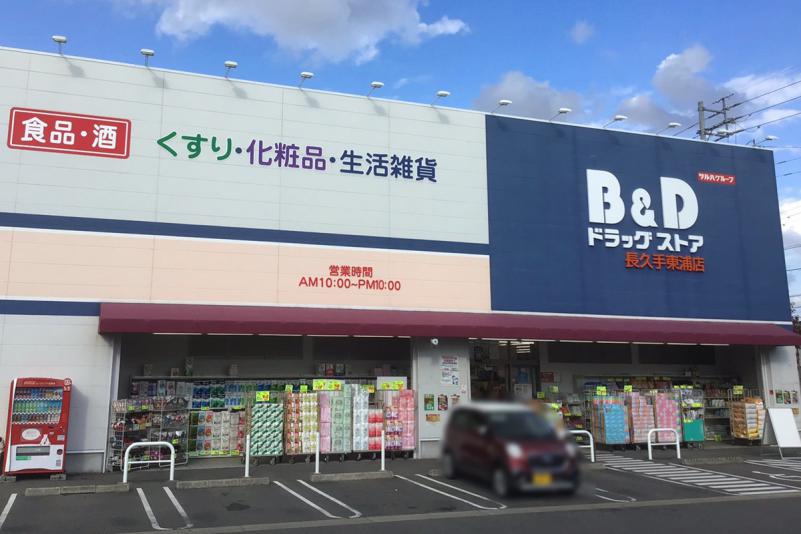 食品・酒
くすり・化粧品・生活雑貨
営業時間
AM10:00~PM10:00
ツルハグループ
B&D
ドラッグストア
長久手東浦店